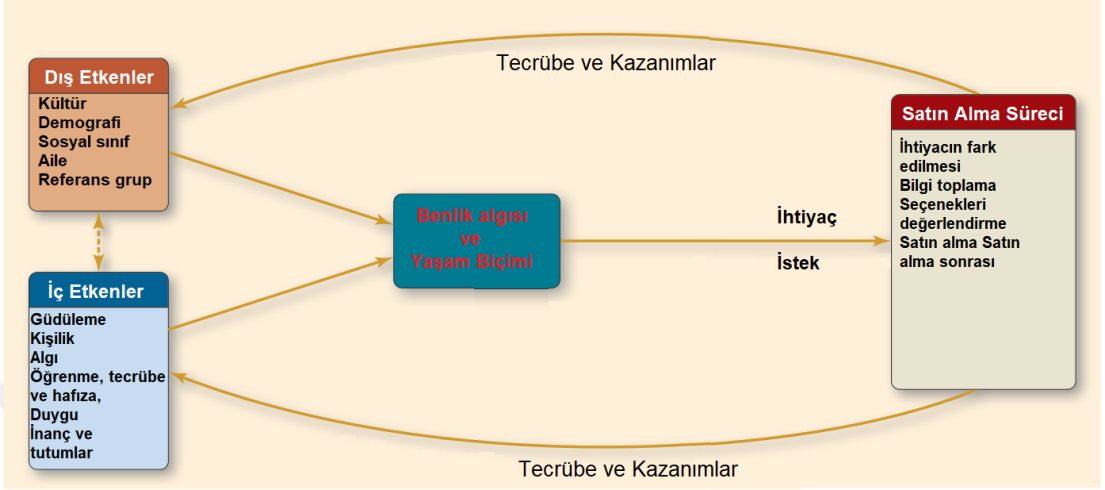 Tecrübe ve Kazanımlar
Dış Etkenler
Kültür
Demografi
Sosyal sınıf
Aile
Referans grup
Satın Alma Süreci
İhtiyacın fark
edilmesi
Bilgi toplama
Seçenekleri
değerlendirme
Satın alma Satın
alma sonrası
Benlik algısı
ve
Yaşam Biçimi
İhtiyaç
İstek
İç Etkenler
Güdüleme
Kişilik
Algı
Öğrenme, tecrübe
ve hafıza,
Duygu
İnanç ve
tutumlar
Tecrübe ve Kazanımlar